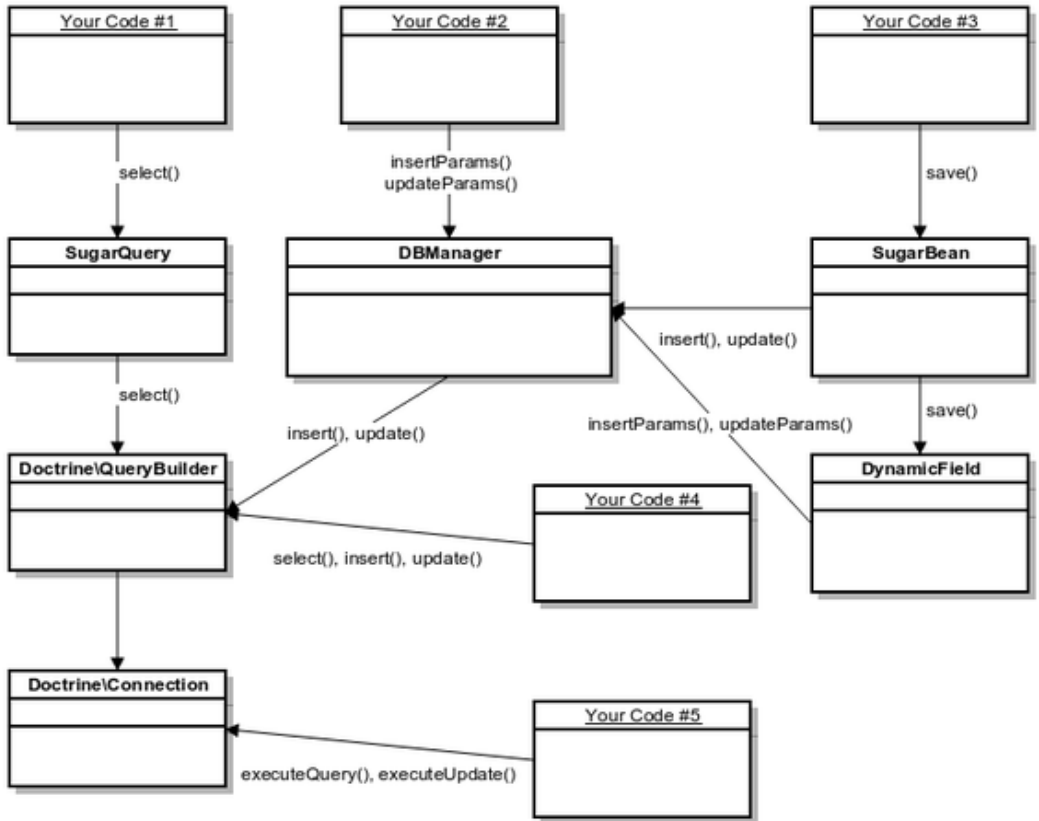 Your Code #1
Your Code #2
Your Code #3
select()
insertParams()
updateParams()
save()
SugarQuery
DBManager
SugarBean
select()
insert(), update()
insert(), update()
save()
insertParams(), updateParams()
Doctrine\QueryBuilder
DynamicField
Your Code #4
select(), insert(), update()
Doctrine\Connection
Your Code #5
executeQuery(), executeUpdate()